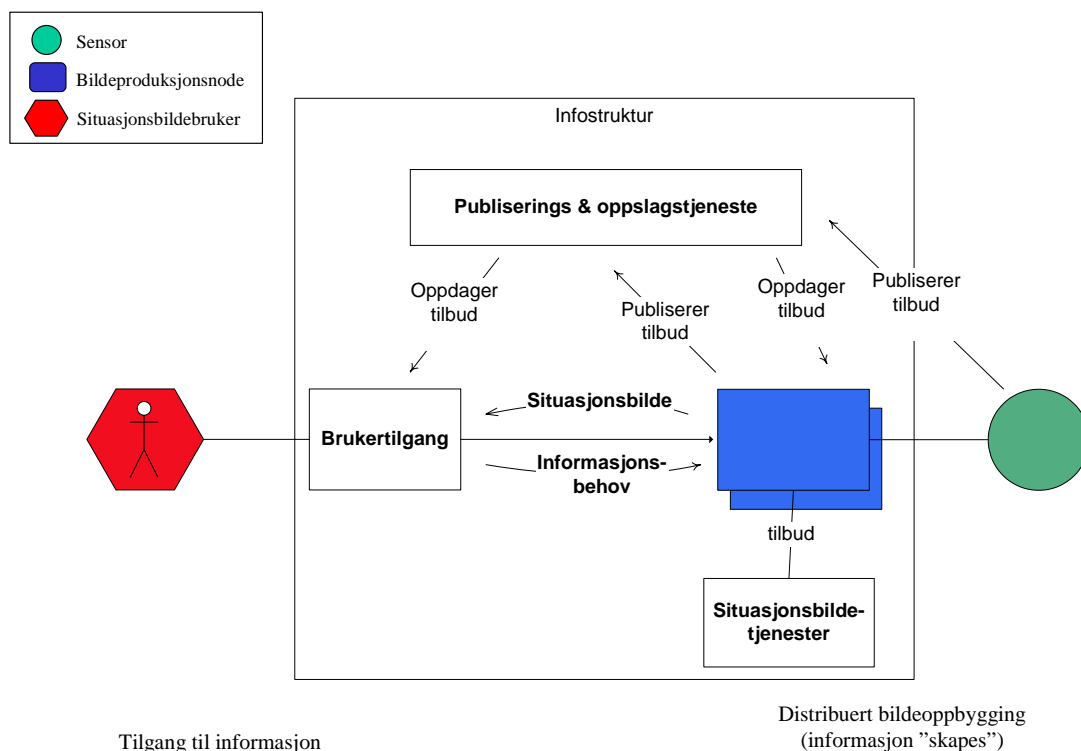 Sensor
Bildeproduksjonsnode
Situasjonsbildebruker
Infostruktur
Publiserings & oppslagstjeneste
Oppdager
tilbud
Publiserer
tilbud
Oppdager
tilbud
Publiserer
tilbud
Situasjonsbilde
Brukertilgang
Informasjons-
behov
tilbud
Situasjonsbilde-
tjenester
Tilgang til informasjon
Distribuert bildeoppbygging
(informasjon ”skapes”)